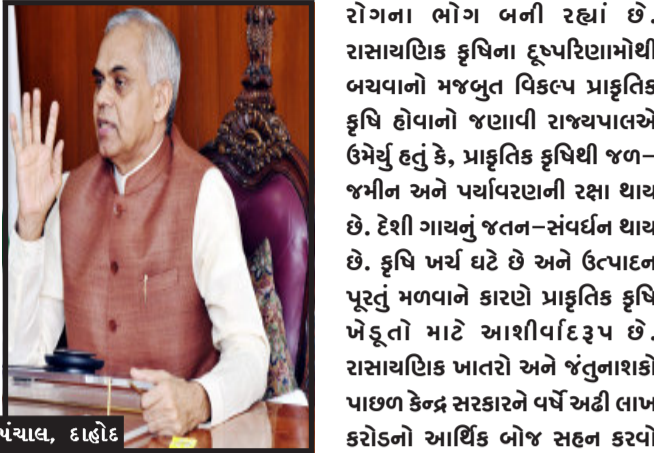 રોગના ભોગ બની રહ્યાં છે.
રાસાયણિક કૃષિના દૂષ્પરિણામોથી
બચવાનો મજબુત વિકલ્પ પ્રાકૃતિક
કૃષિ હોવાનો જણાવી રાજ્યપાલએ
ઉમેર્યુ હતું કે, પ્રાકૃતિક કૃષિથી જળ-
જમીન અને પર્યાવરણની રક્ષા થાય
છે. દેશી ગાયનું જતન-સંવર્ધન થાય
છે. કૃષિ ખર્ચ ઘટે છે અને ઉત્પાદન
પૂરતું મળવાને કારણે પ્રાકૃતિક કૃષિ
ખેડૂતો માટે આશીર્વાદરૂપ છે.
રાસાયણિક ખાતરો અને જંતુનાશકો
પાછળ કેન્દ્ર સરકારને વર્ષે અઢી લાખ
કરોડનો આર્થિક બોજ સહન કરવો
પંચાલ, દાહોદ